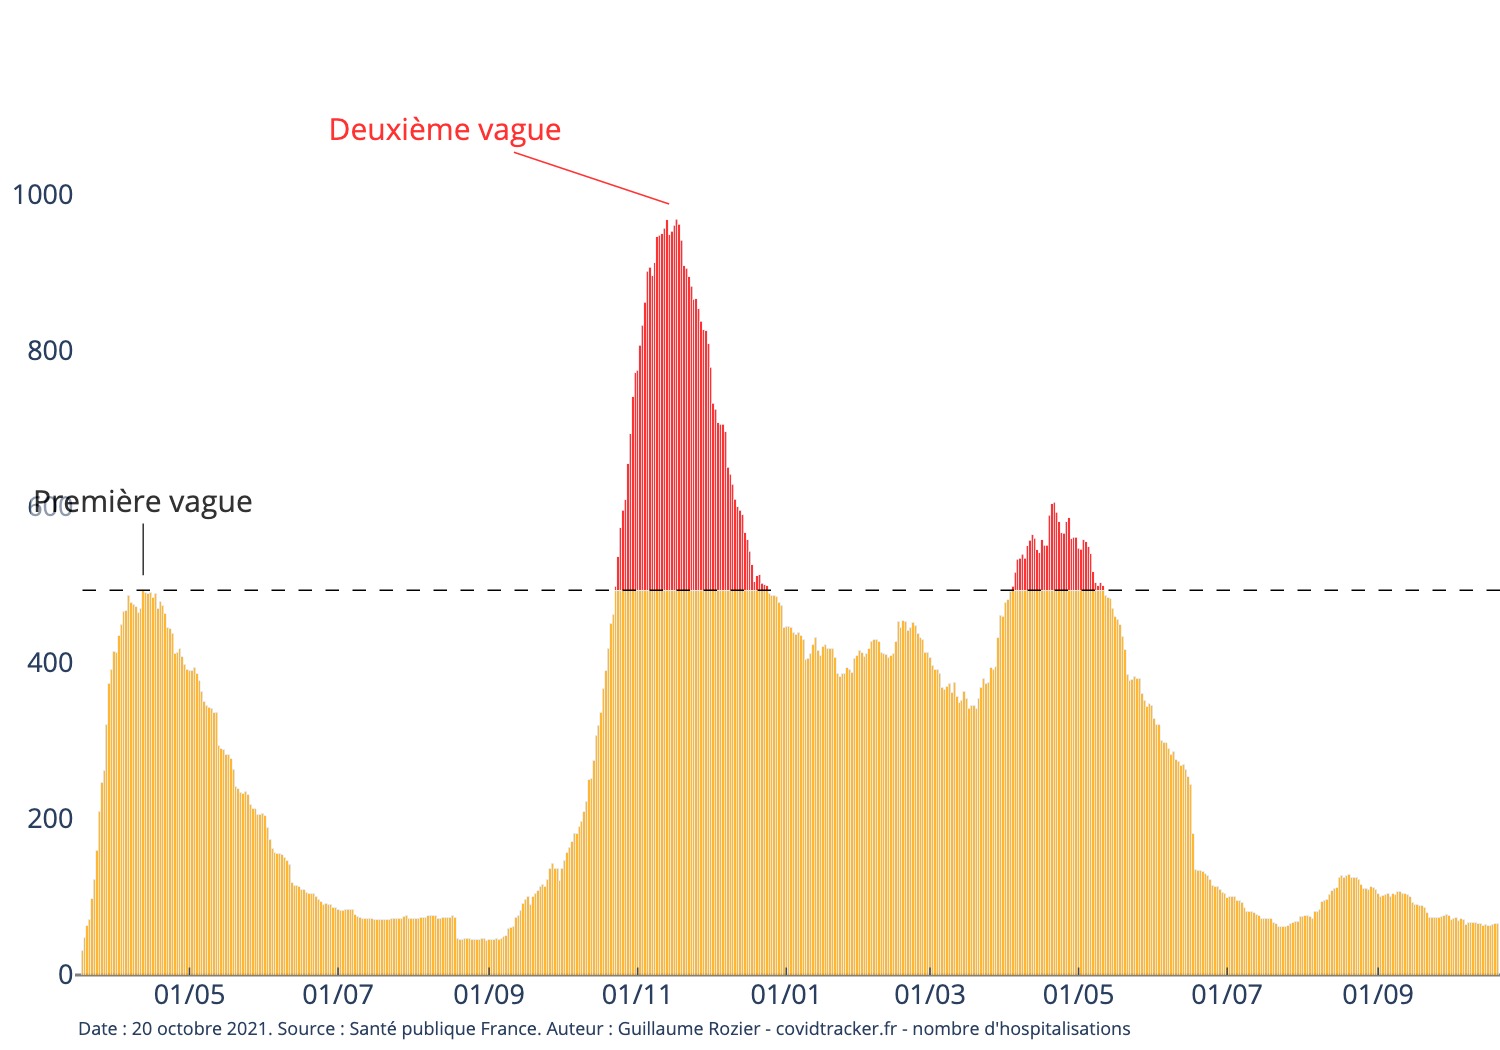 Deuxième vague
1000
800
Première vague
600
400
200
0
01/05 01/07 01/09 01/11 01/01 01/03 01/05 01/07 01/09
Date : 20 octobre 2021. Source : Santé publique France. Auteur : Guillaume Rozier - covidtracker.fr - nombre d'hospitalisations